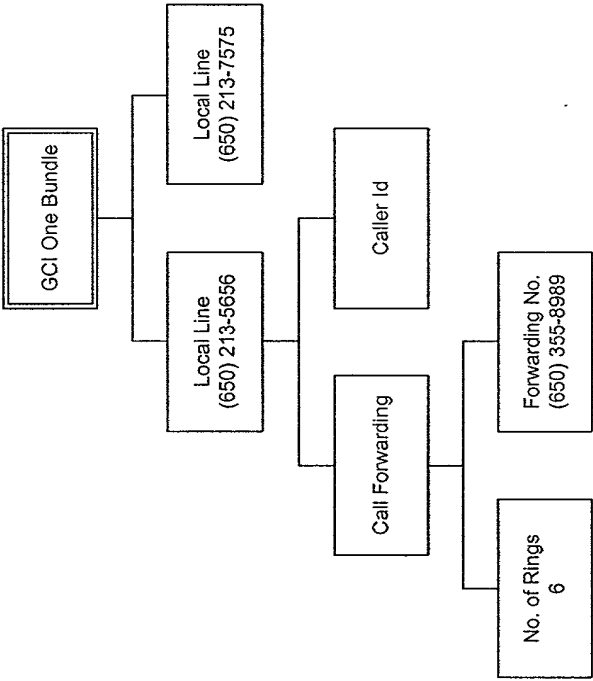 GCI One Bundle
Local Line
(650) 213-5656
Local Line
(650) 213-7575
Call Forwarding
Caller Id
No. of Rings
6
Forwarding No.
(650) 355-8989